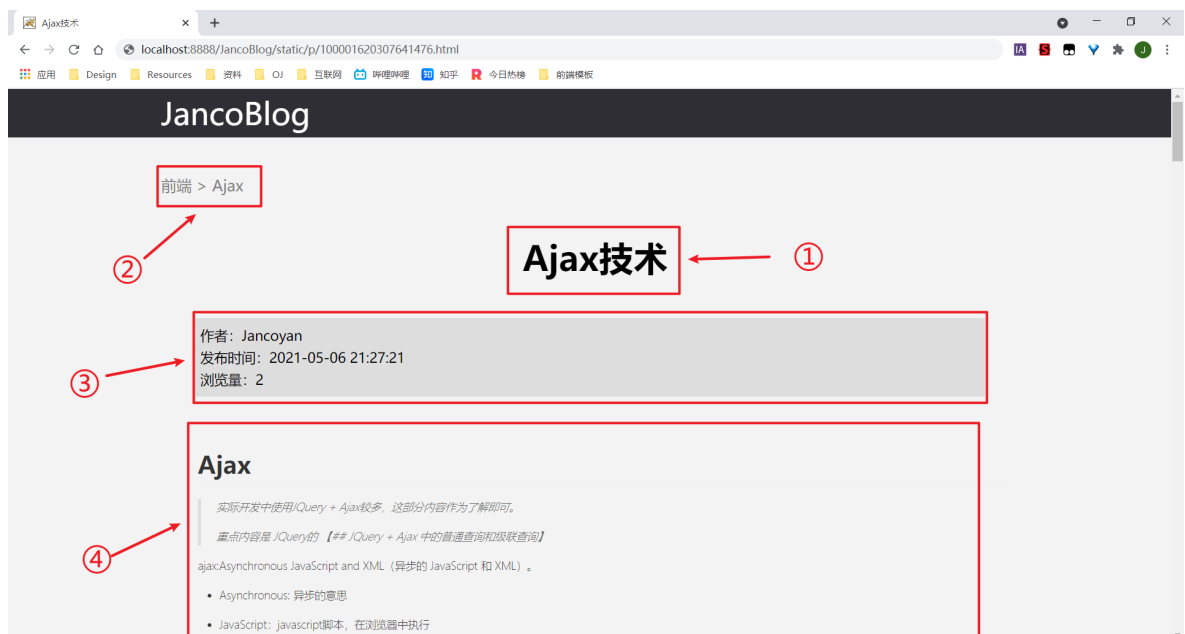 Ajax技术
localhost:8888/JancoBlog/static/p/100001620307641476.html
IA S J
应用 Design Resources 资料 OJ 互联网 哔哩哔哩 知 知乎 R 今日热榜 前端模板
JancoBlog
前端 > Ajax
②
Ajax技术
①
作者：Jancoyan
发布时间：2021-05-06 21:27:21
浏览量：2
③
Ajax
实际开发中使用JQuery + Ajax较多，这部分内容作为了解即可。
重点内容是 JQuery的 【## JQuery + Ajax 中的普通查询和级联查询】
④
ajax:Asynchronous JavaScript and XML（异步的 JavaScript 和 XML）。
• Asynchronous: 异步的意思
• JavaScript：javascript脚本，在浏览器中执行